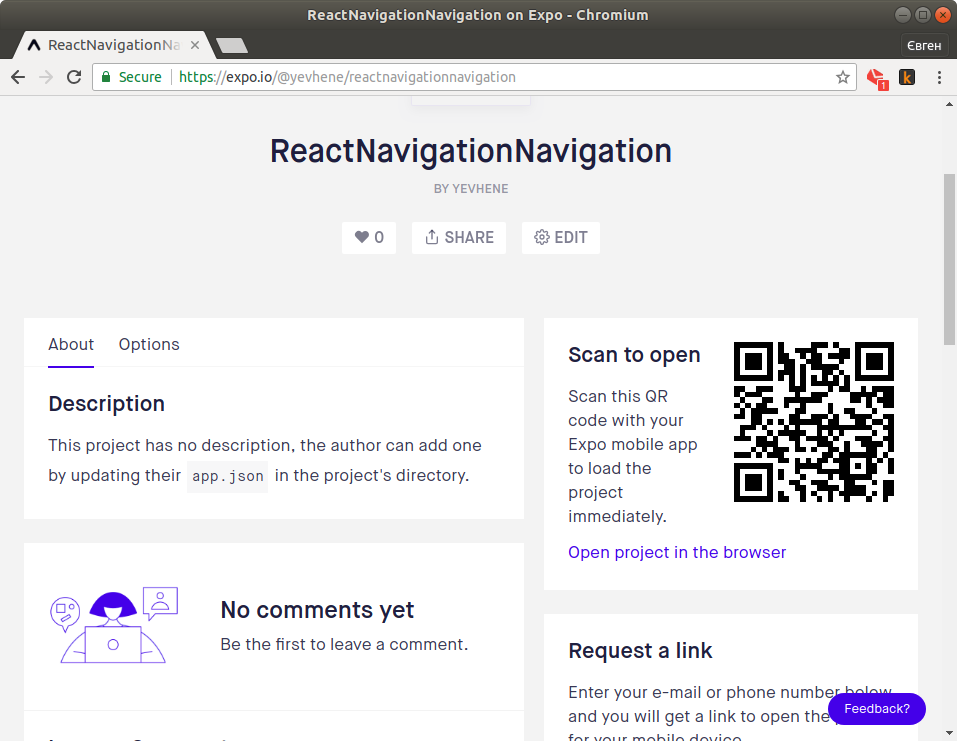 ReactNavigationNavigation on Expo - Chromium
ReactNavigationNa
Євген
Secure
https://expo.io/@yevhene/reactnavigationnavigation
1
k
ReactNavigationNavigation
BY YEVHENE
0
SHARE
EDIT
About
Options
Description
This project has no description, the author can add one
by updating their app.json in the project's directory.
No comments yet
Be the first to leave a comment.
Scan to open
Scan this QR
code with your
Expo mobile app
to load the
project
immediately.
Open project in the browser
Request a link
Enter your e-mail or phone number below
and you will get a link to open the
for your mobile device
Feedback?